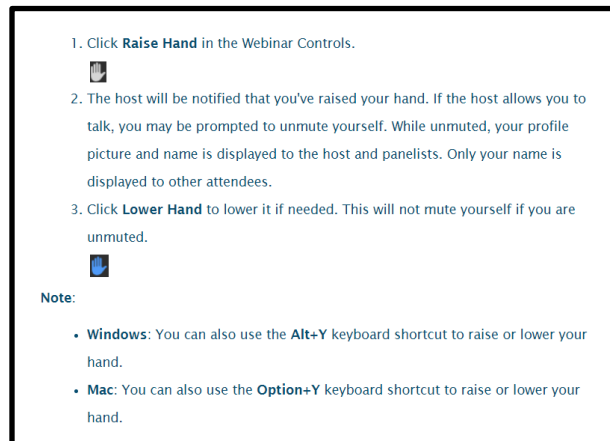 1. Click Raise Hand in the Webinar Controls.
2. The host will be notified that you've raised your hand. If the host allows you to
talk, you may be prompted to unmute yourself. While unmuted, your profile
picture and name is displayed to the host and panelists. Only your name is
displayed to other attendees.
3. Click Lower Hand to lower it if needed. This will not mute yourself if you are
unmuted.
Note:
• Windows: You can also use the Alt+Y keyboard shortcut to raise or lower your
hand.
• Mac: You can also use the Option+Y keyboard shortcut to raise or lower your
hand.